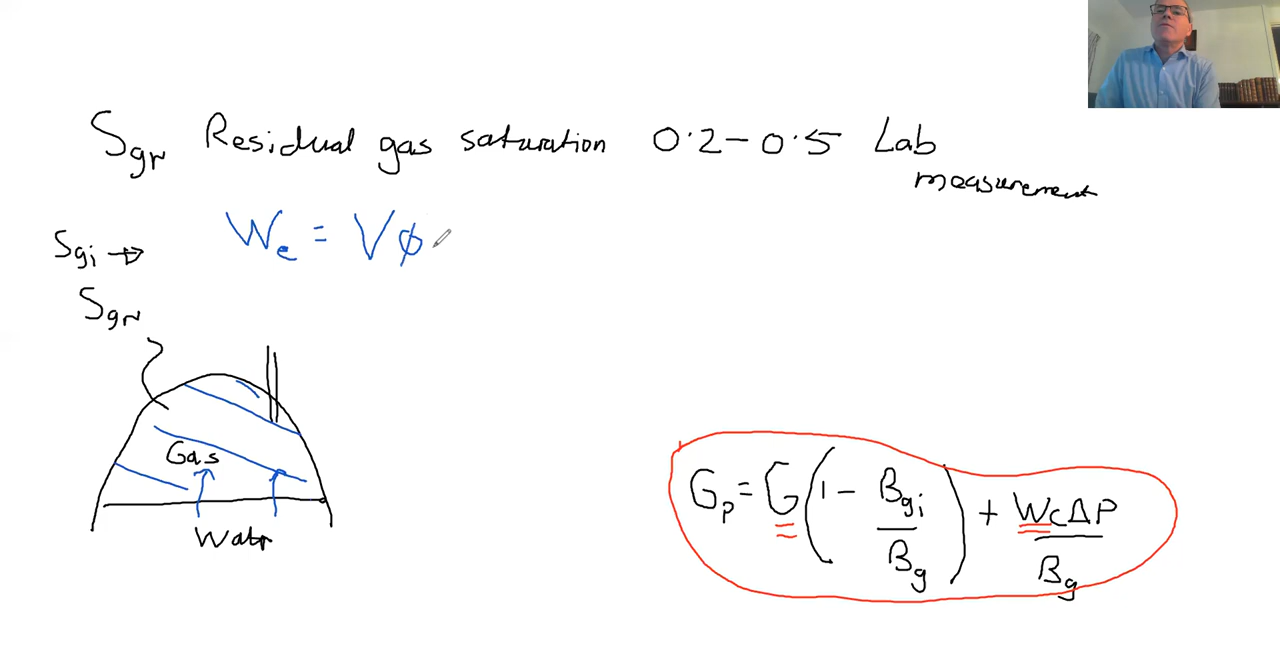 Sgr Residual gas saturation 0.2 - 0.5 Lab
measurement
We = Vϕ
Sgi →
Sgr
Gas
Watr
Gp = G(1 - Bgi/Bg) + WcΔP/Bg